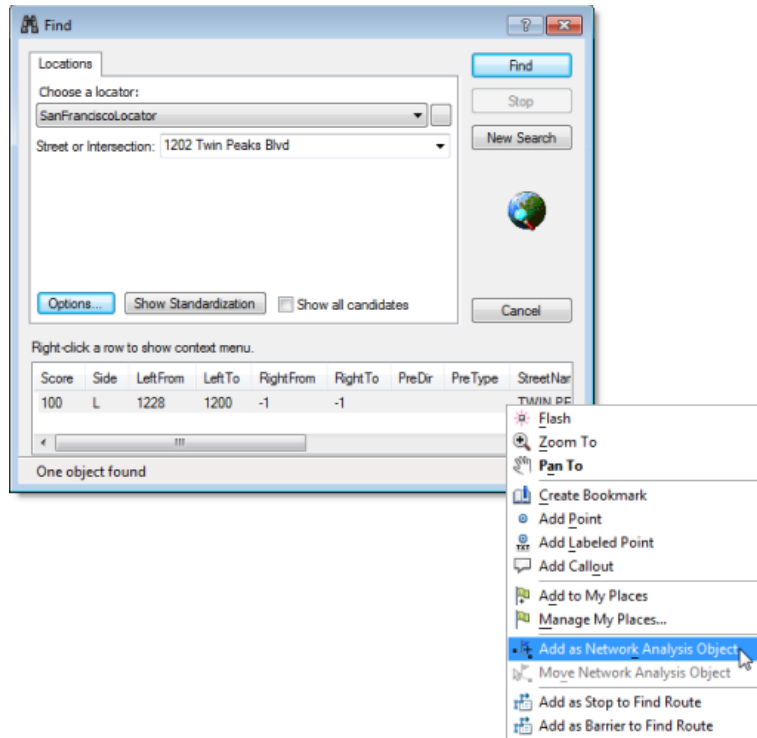 Find
Locations
Find
Choose a locator:
Stop
SanFranciscoLocator
New Search
Street or Intersection: 1202 Twin Peaks Blvd
Options... Show Standardization Show all candidates
Cancel
Right-click a row to show context menu.
Score Side LeftFrom LeftTo RightFrom RightTo PreDir PreType StreetNar
100 L 1228 1200 -1 -1 TWIN PE
One object found
Flash
Zoom To
Pan To
Create Bookmark
Add Point
Add Labeled Point
Add Callout
Add to My Places
Manage My Places...
Add as Network Analysis Object
Move Network Analysis Object
Add as Stop to Find Route
Add as Barrier to Find Route